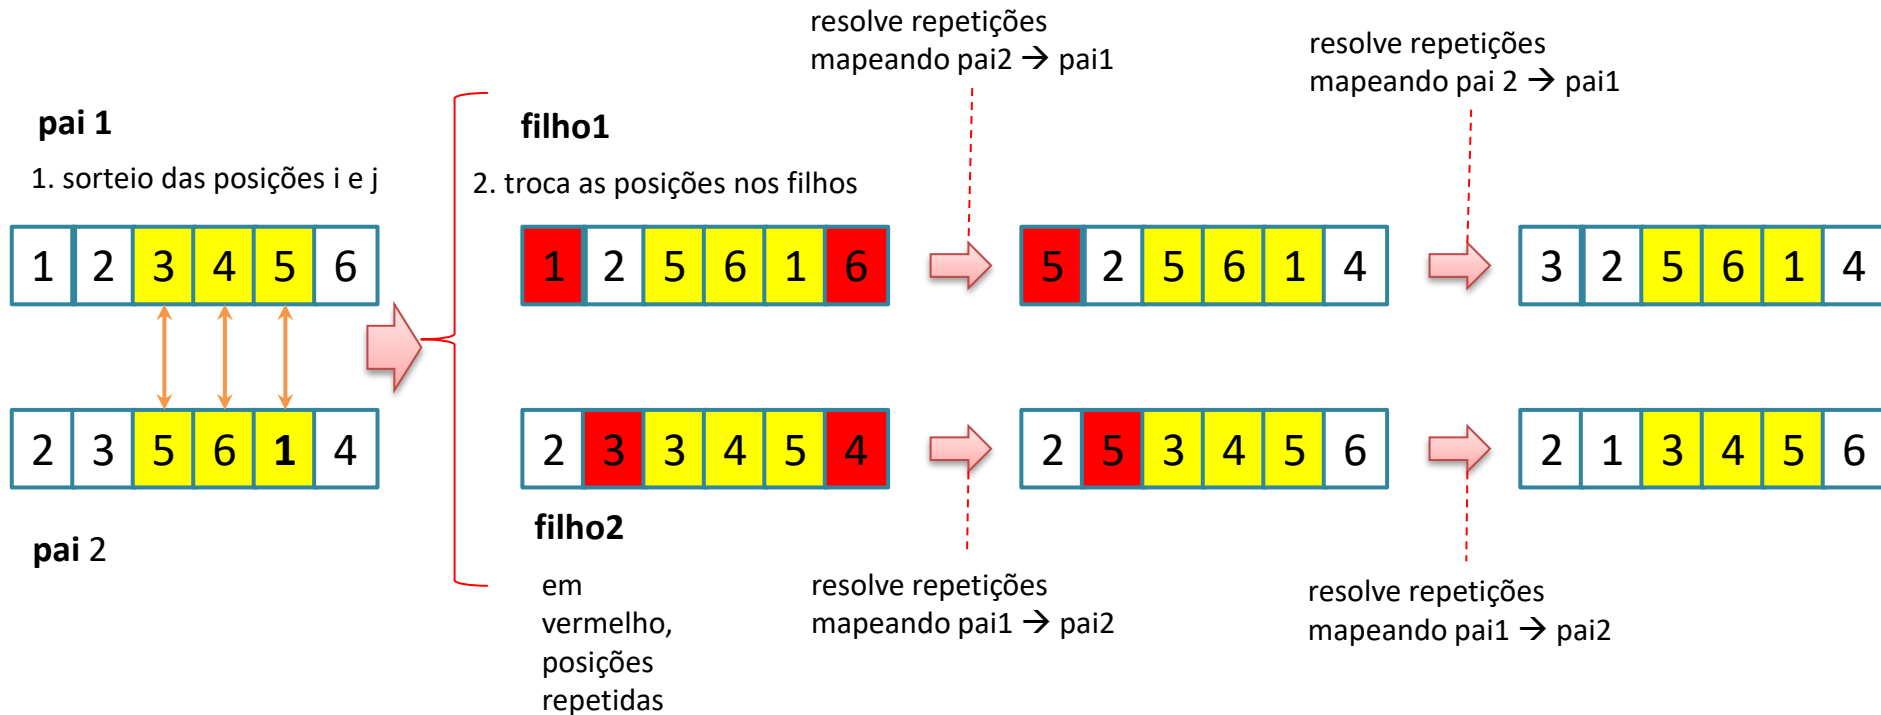 resolve repetições
mapeando pai2 → pai1
resolve repetições
mapeando pai 2 → pai1
pai 1
filho1
1. sorteio das posições i e j
2. troca as posições nos filhos
1 2 3 4 5 6
1 2 5 6 1 6
5 2 5 6 1 4
3 2 5 6 1 4
2 3 5 6 1 4
2 3 3 4 5 4
2 5 3 4 5 6
2 1 3 4 5 6
pai 2
filho2
em
vermelho,
posições
repetidas
resolve repetições
mapeando pai1 → pai2
resolve repetições
mapeando pai1 → pai2